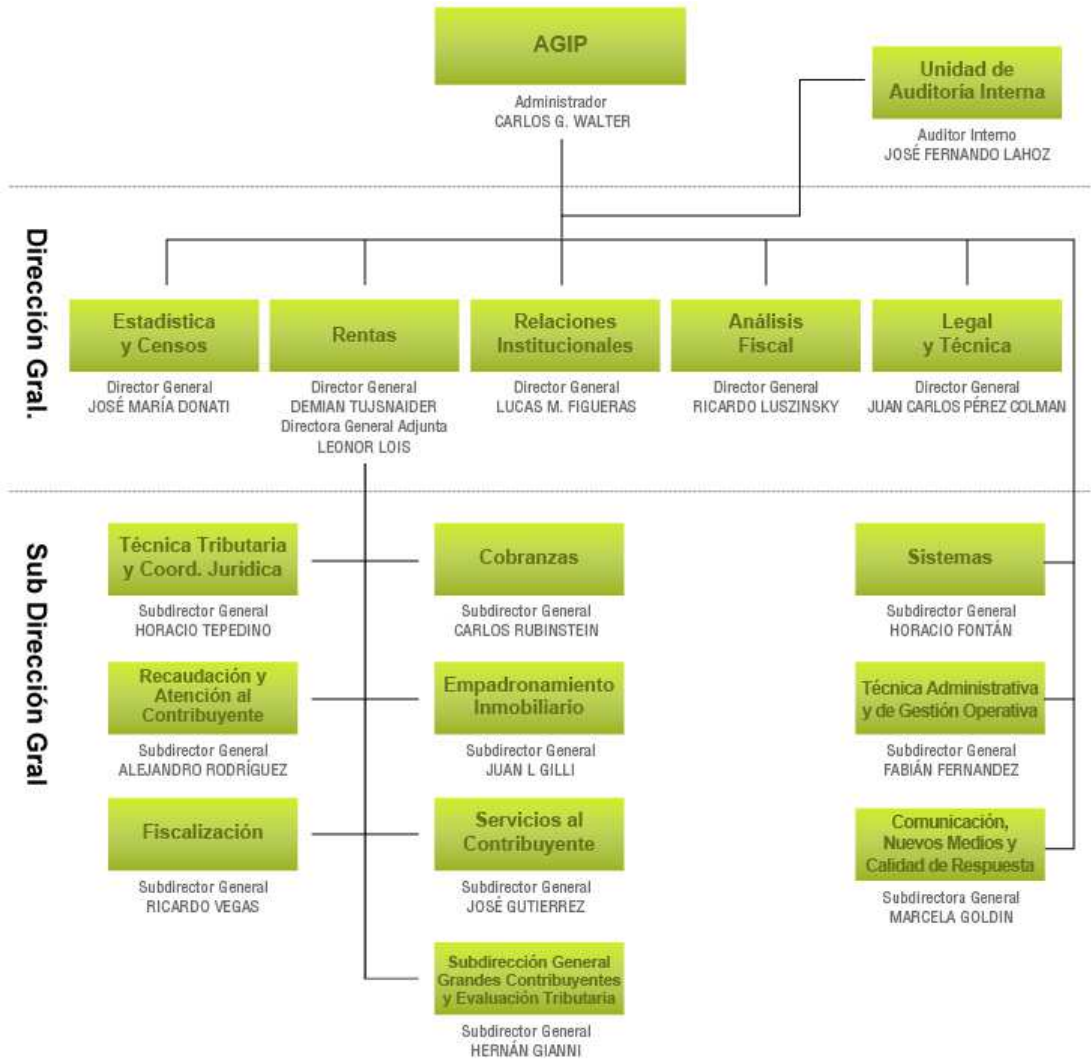 AGIP
Administrador
CARLOS G. WALTER
Unidad de
Auditoría Interna
Auditor Interno
JOSÉ FERNANDO LAHOZ
Dirección Gral.
Estadística
y Censos
Director General
JOSÉ MARÍA DONATI
Rentas
Director General
DEMIAN TUJSNAIDER
Directora General Adjunta
LEONOR LOIS
Relaciones
Institucionales
Director General
LUCAS M. FIGUERAS
Análisis
Fiscal
Director General
RICARDO LUSZINSKY
Legal
y Técnica
Director General
JUAN CARLOS PÉREZ COLMAN
Sub Dirección Gral
Técnica Tributaria
y Coord. Jurídica
Subdirector General
HORACIO TEPEDINO
Cobranzas
Subdirector General
CARLOS RUBINSTEIN
Sistemas
Subdirector General
HORACIO FONTÁN
Recaudación y
Atención al
Contribuyente
Subdirector General
ALEJANDRO RODRÍGUEZ
Empadronamiento
Inmobiliario
Subdirector General
JUAN L GILLI
Técnica Administrativa
y de Gestión Operativa
Subdirector General
FABIÁN FERNANDEZ
Fiscalización
Subdirector General
RICARDO VEGAS
Servicios al
Contribuyente
Subdirector General
JOSÉ GUTIERREZ
Comunicación,
Nuevos Medios y
Calidad de Respuesta
Subdirectora General
MARCELA GOLDIN
Subdirección General
Grandes Contribuyentes
y Evaluación Tributaria
Subdirector General
HERNÁN GIANNI